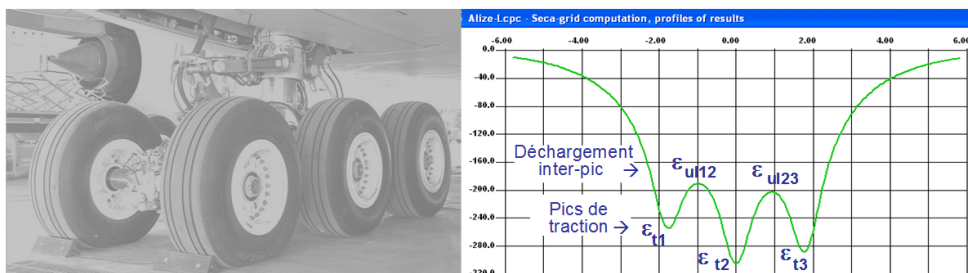 Alize-Lcpc - Seca-grid computation, profiles of results
-6.00 -4.00 -2.00 0.00 2.00 4.00 6.00
0.0
-40.0
-80.0
-120.0
-160.0
-200.0
-240.0
-280.0
-320.0
Déchargement
inter-pic →
εul12
εul23
Pics de
traction →
εt1
εt2
εt3